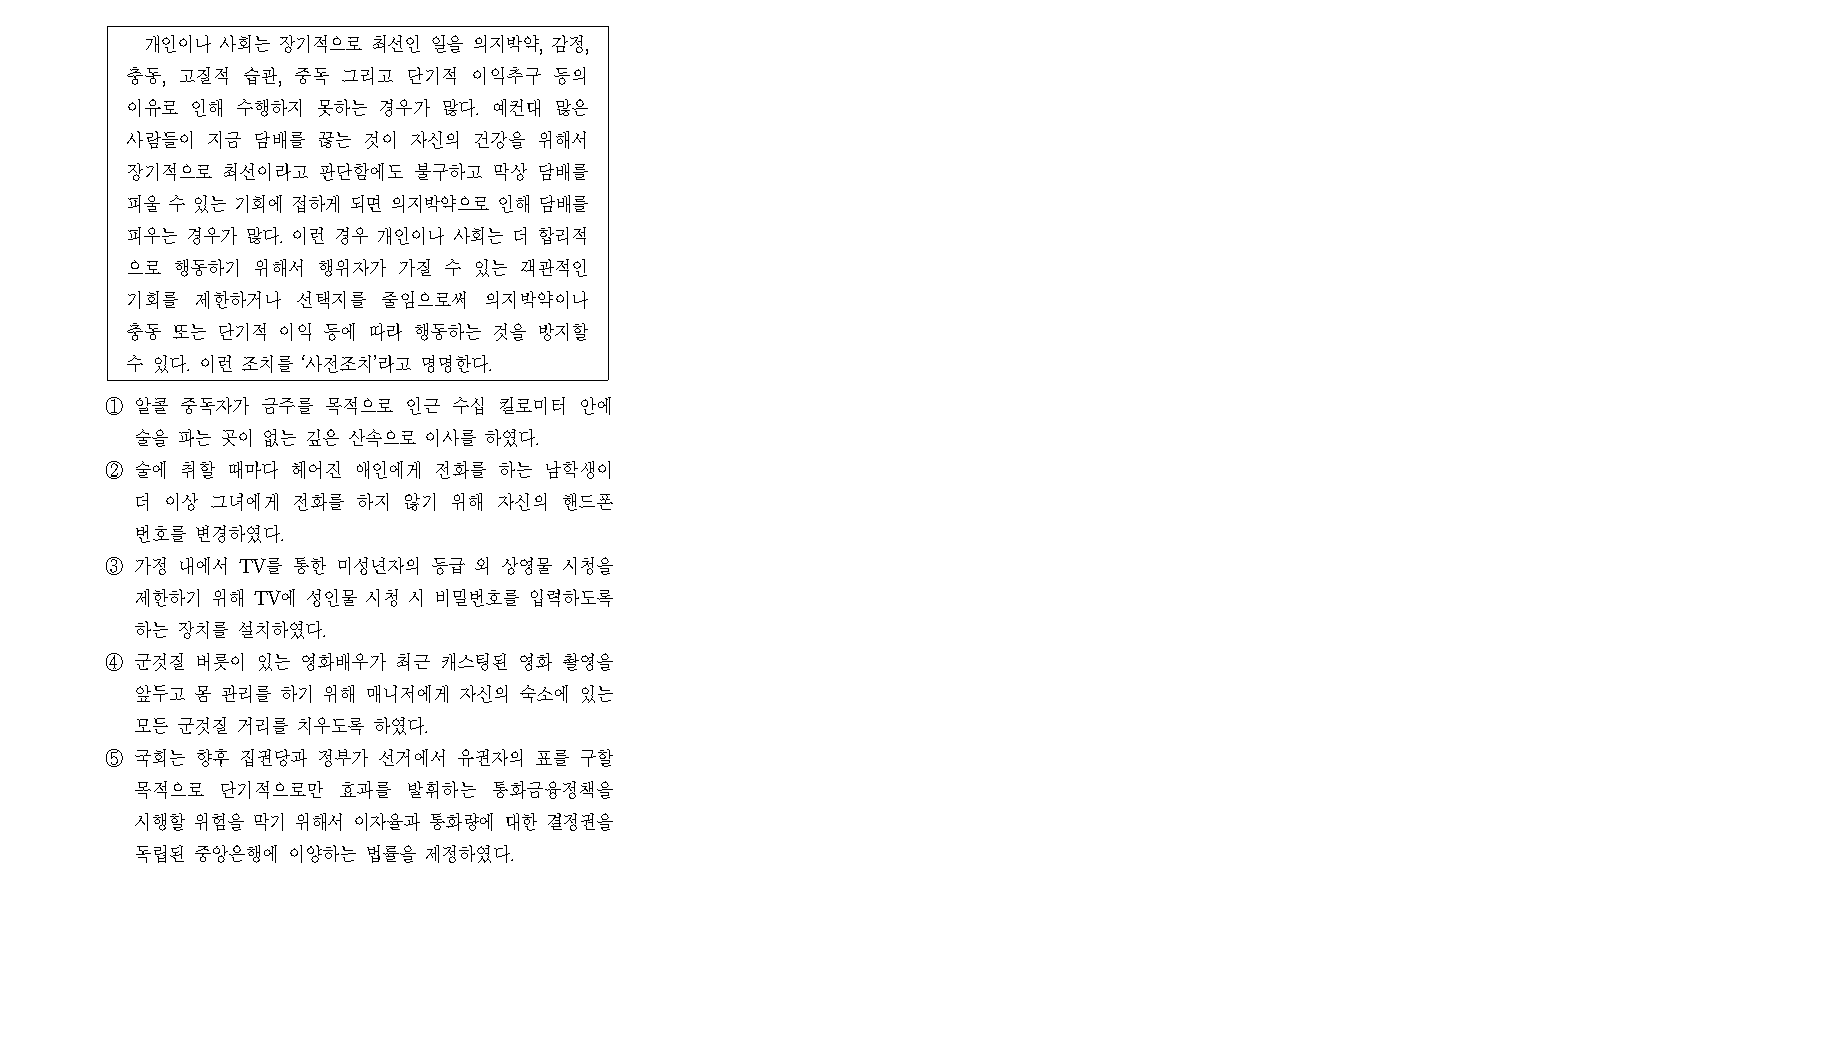 개인이나 사회는 장기적으로 최선인 일을 의지박약, 감정,
충동, 고질적 습관, 중독 그리고 단기적 이익추구 등의
이유로 인해 수행하지 못하는 경우가 많다. 예컨대 많은
사람들이 지금 담배를 끊는 것이 자신의 건강을 위해서
장기적으로 최선이라고 판단함에도 불구하고 막상 담배를
피울 수 있는 기회에 접하게 되면 의지박약으로 인해 담배를
피우는 경우가 많다. 이런 경우 개인이나 사회는 더 합리적
으로 행동하기 위해서 행위자가 가질 수 있는 객관적인
기회를 제한하거나 선택지를 줄임으로써 의지박약이나
충동 또는 단기적 이익 등에 따라 행동하는 것을 방지할
수 있다. 이런 조치를 ‘사전조치’라고 명명한다.
① 알콜 중독자가 금주를 목적으로 인근 수십 킬로미터 안에
술을 파는 곳이 없는 깊은 산속으로 이사를 하였다.
② 술에 취할 때마다 헤어진 애인에게 전화를 하는 남학생이
더 이상 그녀에게 전화를 하지 않기 위해 자신의 핸드폰
번호를 변경하였다.
③ 가정 내에서 TV를 통한 미성년자의 등급 외 상영물 시청을
제한하기 위해 TV에 성인물 시청 시 비밀번호를 입력하도록
하는 장치를 설치하였다.
④ 군것질 버릇이 있는 영화배우가 최근 캐스팅된 영화 촬영을
앞두고 몸 관리를 하기 위해 매니저에게 자신의 숙소에 있는
모든 군것질 거리를 치우도록 하였다.
⑤ 국회는 향후 집권당과 정부가 선거에서 유권자의 표를 구할
목적으로 단기적으로만 효과를 발휘하는 통화금융정책을
시행할 위험을 막기 위해서 이자율과 통화량에 대한 결정권을
독립된 중앙은행에 이양하는 법률을 제정하였다.